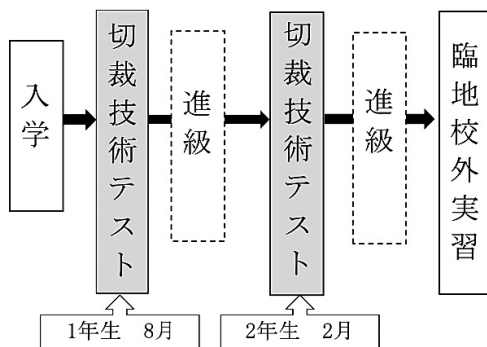 入学
切裁技術テスト
進級
切裁技術テスト
進級
臨地校外実習
1年生　8月
2年生　2月